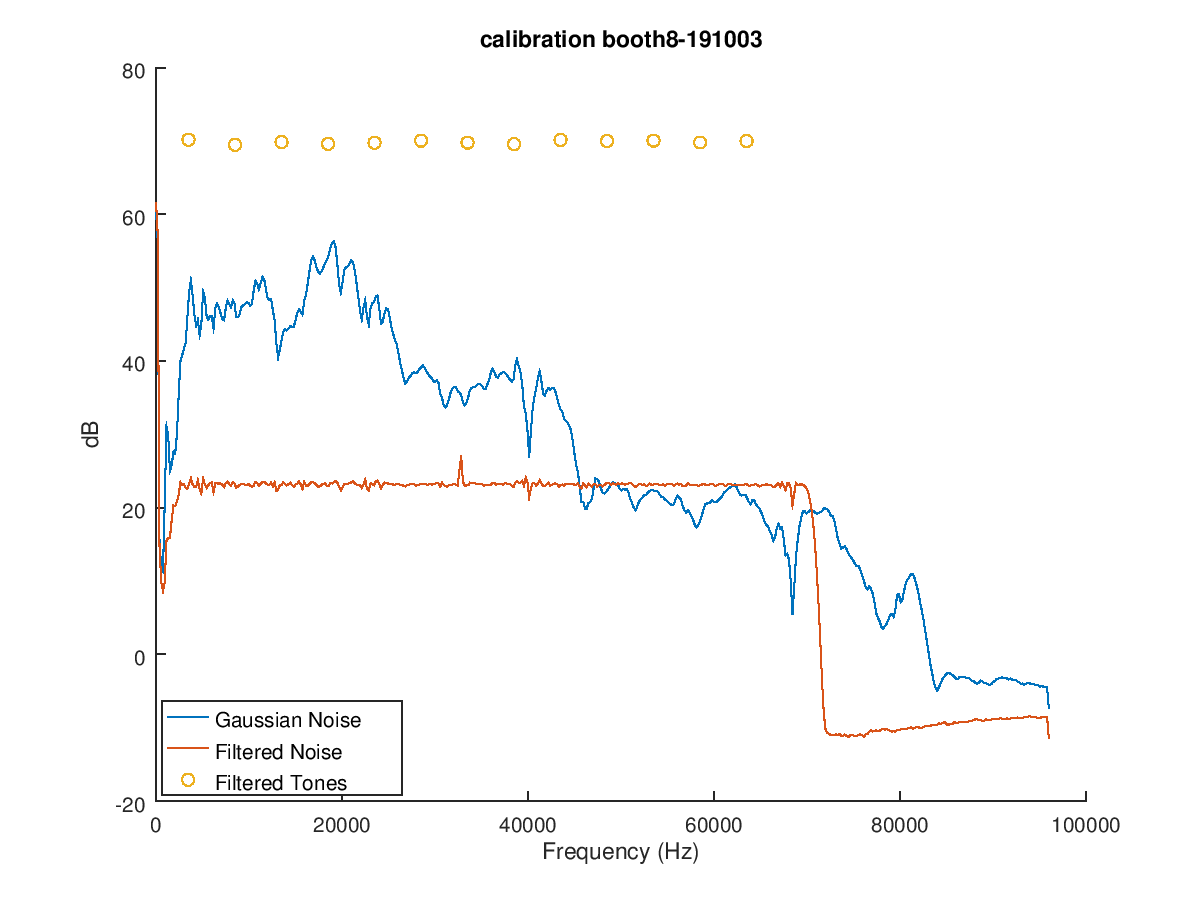 calibration booth8-191003
80
60
40
20
0
-20
dB
Gaussian Noise
Filtered Noise
Filtered Tones
0 20000 40000 60000 80000 100000
Frequency (Hz)